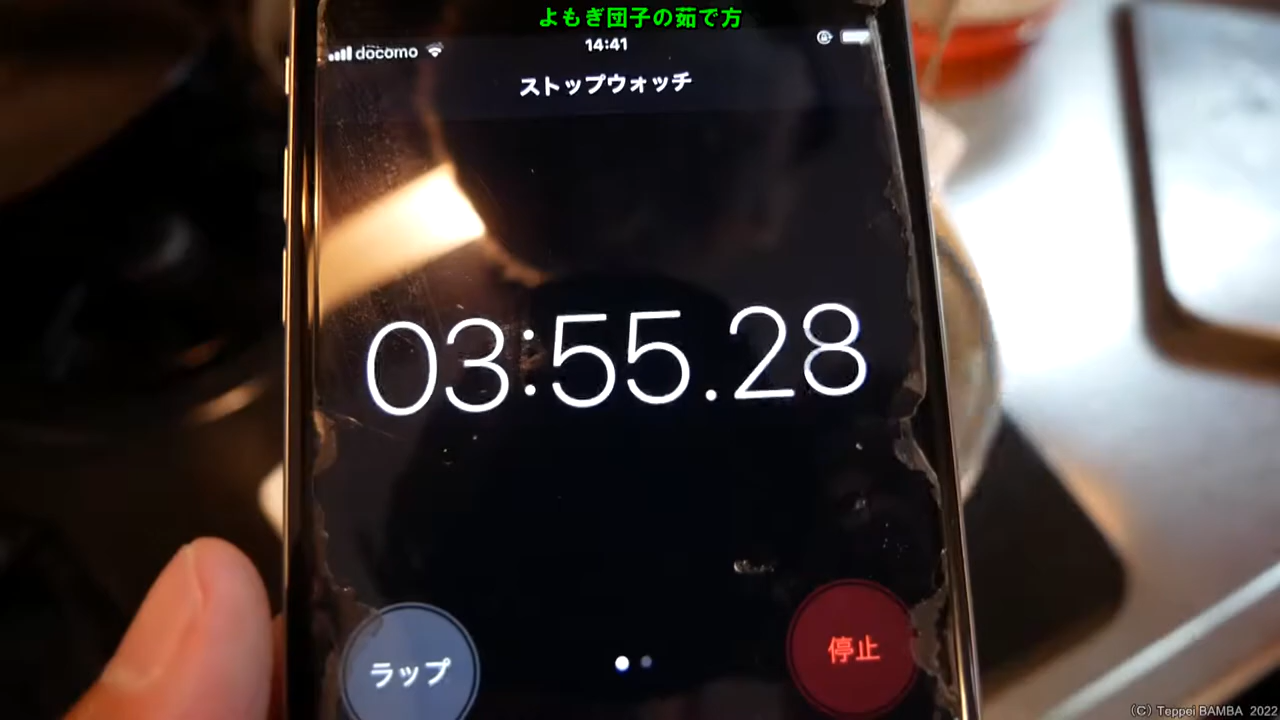 よもぎ団子の茹で方
docomo 14:41
ストップウォッチ
03:55.28
ラップ 停止
(C) Teppei BAMBA 2022